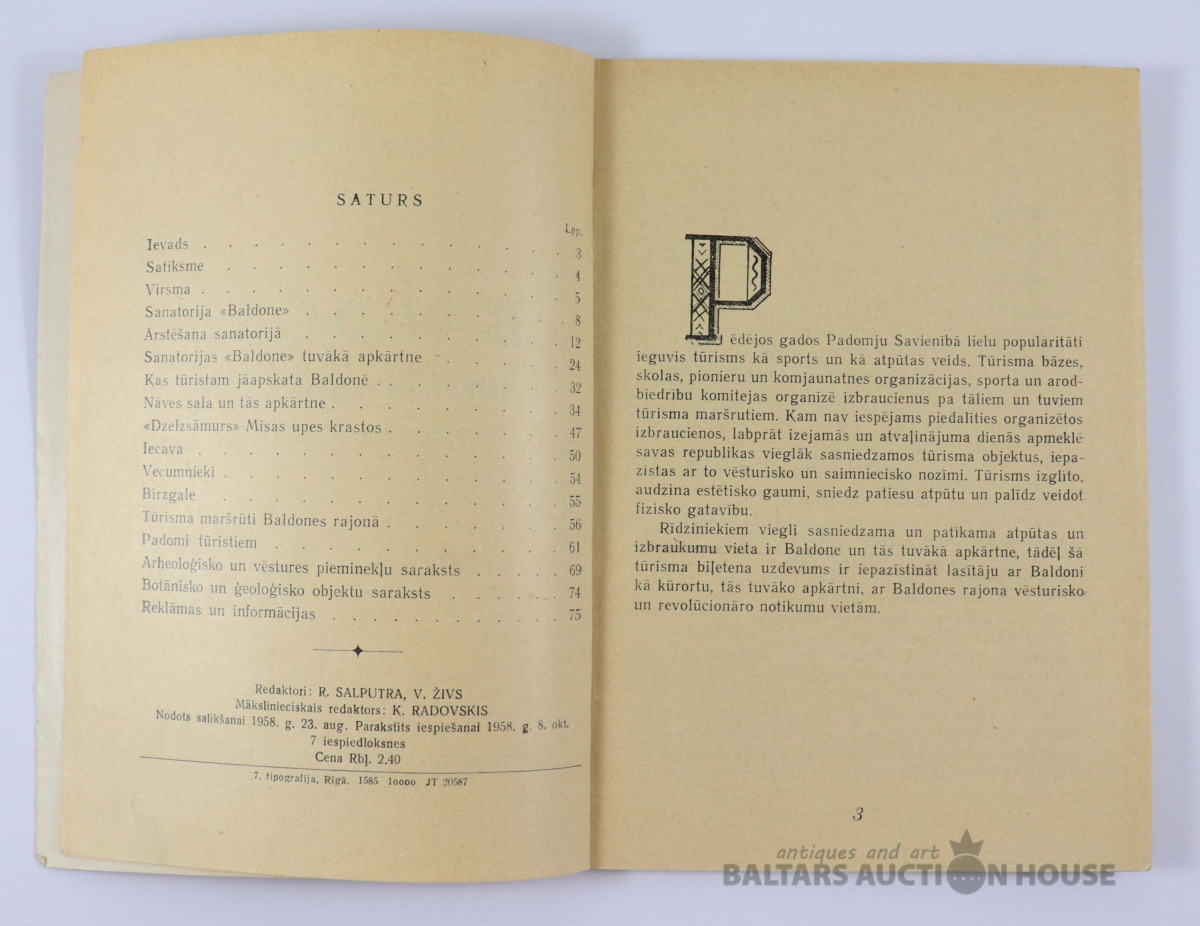 SATURS
Lpp.
Ievads . . . . . . . . . . . . . . 3
Satiksme . . . . . . . . . . . . . 4
Virsma . . . . . . . . . . . . . . 5
Sanatorija «Baldone» . . . . . . . . . . 8
Ārstēšana sanatorijā . . . . . . . . . . 12
Sanatorijas «Baldone» tuvākā apkārtne . . . . . 24
Kas tūristam jāapskata Baldonē . . . . . . . . 32
Nāves sala un tās apkārtne . . . . . . . . . 34
«Dzelzsāmurs» Misas upes krastos . . . . . . . 47
Iecava . . . . . . . . . . . . . . 50
Vecumnieki . . . . . . . . . . . . . 54
Birzgale . . . . . . . . . . . . . 55
Tūrisma maršrūti Baldones rajonā . . . . . . . 56
Padomi tūristiem . . . . . . . . . . . 61
Arheoloģisko un vēstures pieminekļu saraksts . . . . 69
Botānisko un ģeoloģisko objektu saraksts . . . . . 74
Reklāmas un informācijas . . . . . . . . . 75
Redaktori: R. SALPUTRA, V. ŽIVS
Mākslinieciskais redaktors: K. RADOVSKIS
Nodots salikšanai 1958. g. 23. aug. Parakstīts iespiešanai 1958. g. 8. okt.
7 iespiedloksnes
Cena Rbļ. 2.40
7. tipografija, Rīgā. 1585 10000 JT 20587
Pēdējos gados Padomju Savienībā lielu popularitāti
ieguvis tūrisms kā sports un kā atpūtas veids. Tūrisma bāzes,
skolas, pionieru un komjaunatnes organizācijas, sporta un arod-
biedrību komitejas organizē izbraucienus pa tāliem un tuviem
tūrisma maršrutiem. Kam nav iespējams piedalīties organizētos
izbraucienos, labprāt izejamās un atvaļinājuma dienās apmeklē
savas republikas vieglāk sasniedzamos tūrisma objektus, iepa-
zīstas ar to vēsturisko un saimniecisko nozīmi. Tūrisms izglīto,
audzina estētisko gaumi, sniedz patiesu atpūtu un palīdz veidot
fizisko gatavību.
Rīdziniekiem viegli sasniedzama un patīkama atpūtas un
izbraukumu vieta ir Baldone un tās tuvākā apkārtne, tādēļ šā
tūrisma biļetena uzdevums ir iepazīstināt lasītāju ar Baldoni
kā kūrortu, tās tuvāko apkārtni, ar Baldones rajona vēsturisko
un revolūcionāro notikumu vietām.
3
antiques and art
BALTARS AUCTION HOUSE